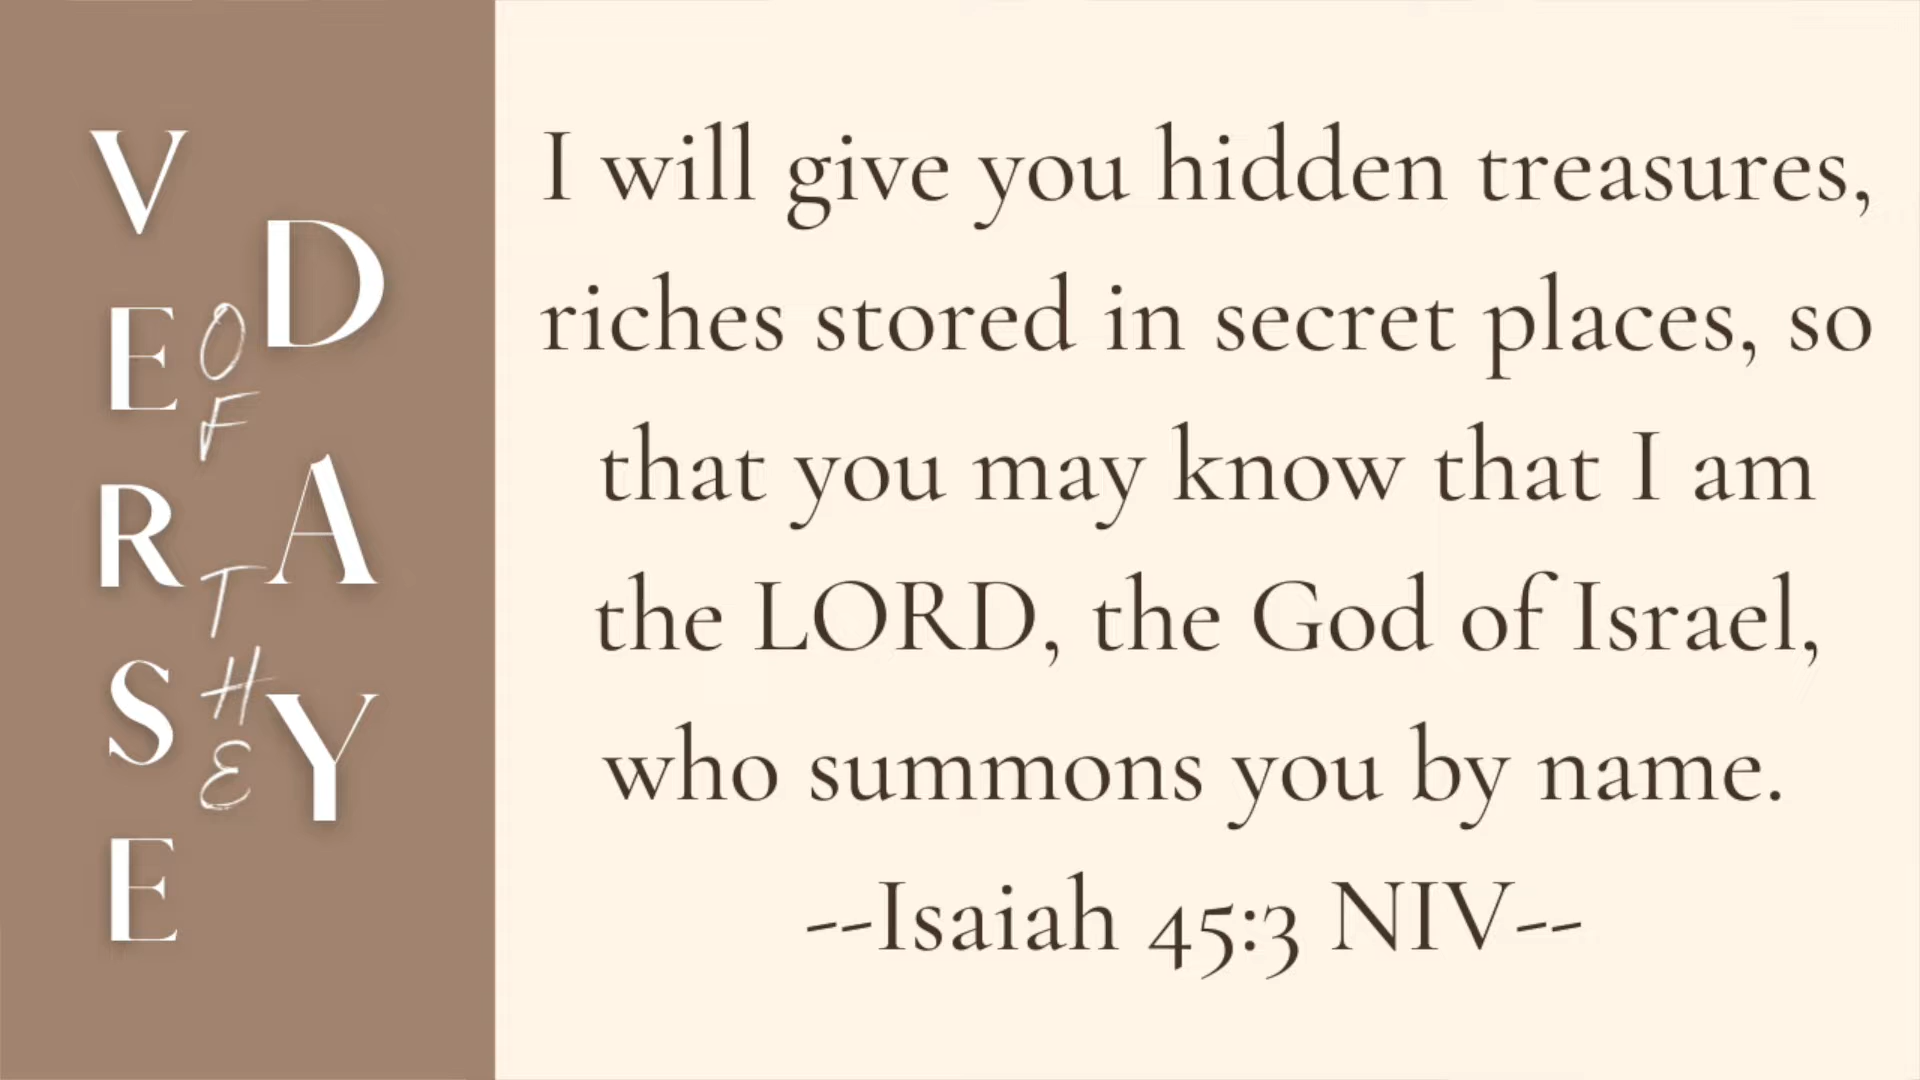 VERSE
OF THE
DAY
I will give you hidden treasures,
riches stored in secret places, so
that you may know that I am
the LORD, the God of Israel,
who summons you by name.
--Isaiah 45:3 NIV--